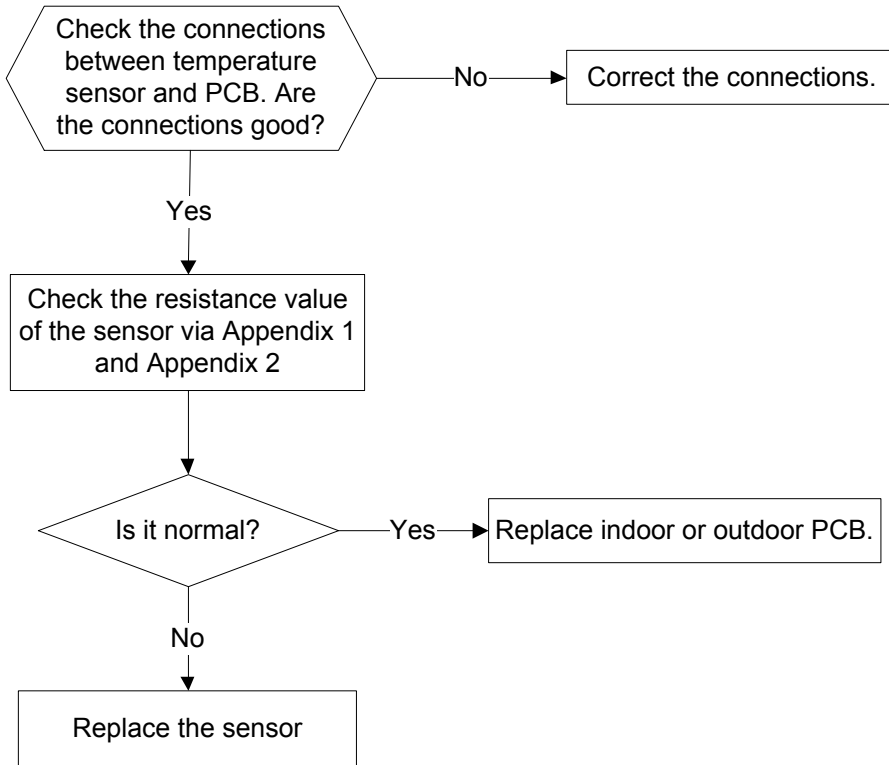 Check the connections
between temperature
sensor and PCB. Are
the connections good?
No
Correct the connections.
Yes
Check the resistance value
of the sensor via Appendix 1
and Appendix 2
Is it normal?
Yes
Replace indoor or outdoor PCB.
No
Replace the sensor